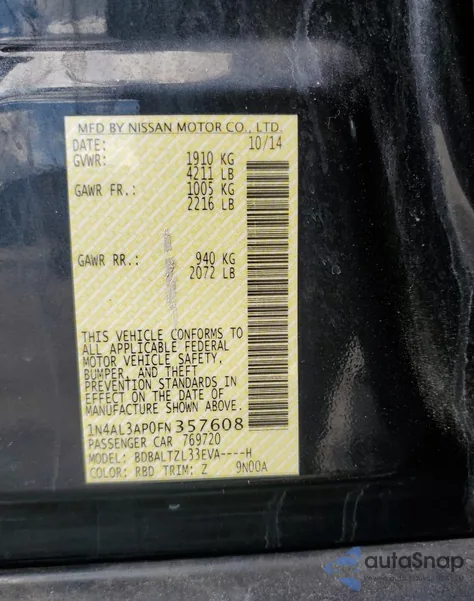 MFD BY NISSAN MOTOR CO., LTD.
DATE: 10/14
GVWR: 1910 KG
4211 LB
GAWR FR.: 1005 KG
2216 LB
GAWR RR.: 940 KG
2072 LB
THIS VEHICLE CONFORMS TO
ALL APPLICABLE FEDERAL
MOTOR VEHICLE SAFETY,
BUMPER, AND THEFT
PREVENTION STANDARDS IN
EFFECT ON THE DATE OF
MANUFACTURE SHOWN ABOVE.
1N4AL3AP0FN357608
PASSENGER CAR 769720
MODEL: BDBALTZL33EVA----H
COLOR: RBD TRIM: Z 9N00A
autoSnap